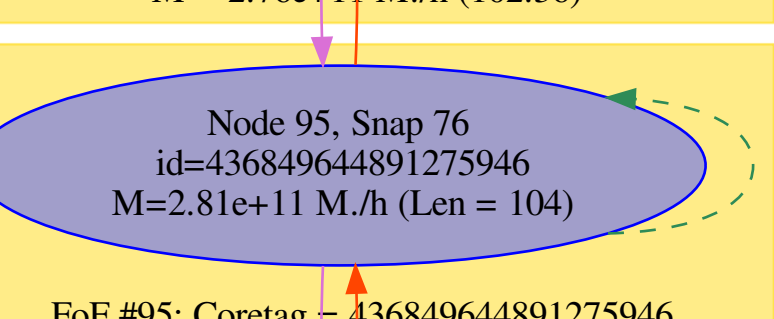 Node 95, Snap 76
id=436849644891275946
M=2.81e+11 M./h (Len = 104)
FoF #95; Coretag = 436849644891275946